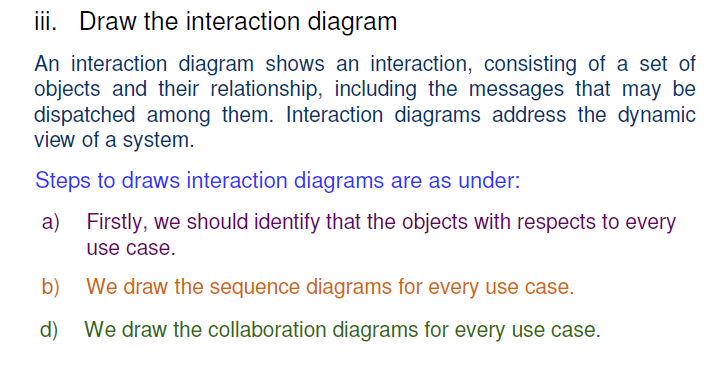 iii. Draw the interaction diagram
An interaction diagram shows an interaction, consisting of a set of
objects and their relationship, including the messages that may be
dispatched among them. Interaction diagrams address the dynamic
view of a system.
Steps to draws interaction diagrams are as under:
a) Firstly, we should identify that the objects with respects to every
use case.
b) We draw the sequence diagrams for every use case.
d) We draw the collaboration diagrams for every use case.